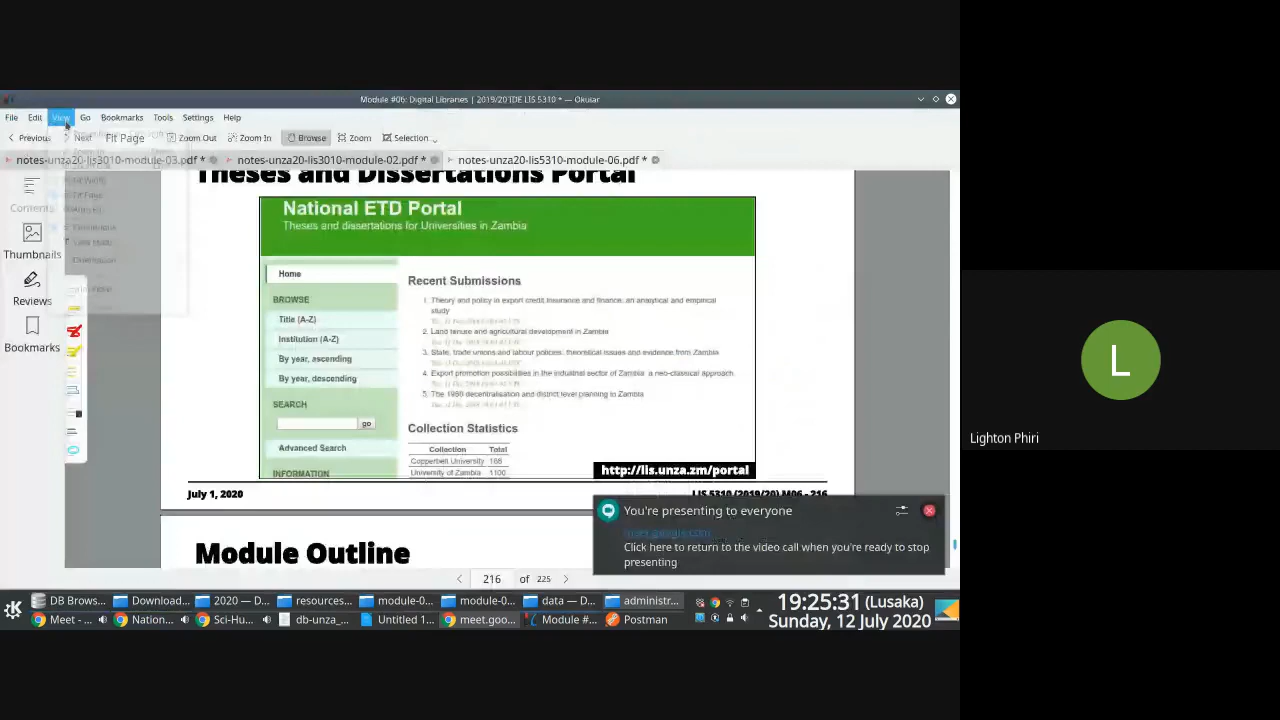 Module #06: Digital Libraries | 2019/20 IDE LIS 5310 * — Okular
File Edit View Go Bookmarks Tools Settings Help
Previous Next Fit Page Zoom Out Zoom In Browse Zoom Selection
notes-unza20-lis3010-module-03.pdf * notes-unza20-lis3010-module-02.pdf * notes-unza20-lis5310-module-06.pdf *
Contents
Thumbnails
Reviews
Bookmarks
Theses and Dissertations Portal
National ETD Portal
Theses and dissertations for Universities in Zambia
Home
BROWSE
Title (A-Z)
Institution (A-Z)
By year, ascending
By year, descending
SEARCH
go
Advanced Search
INFORMATION
Recent Submissions
1. Theory and policy in export credit insurance and finance: an analytical and empirical
study
2. Land tenure and agricultural development in Zambia
3. State, trade unions and labour policies: theoretical issues and evidence from Zambia
4. Export promotion possibilities in the industrial sector of Zambia a neo-classical approach
5. The 1980 decentralisation and district level planning in Zambia
Collection Statistics
Collection Total
Copperbelt University 168
University of Zambia 1100
http://lis.unza.zm/portal
July 1, 2020
LIS 5310 (2019/20) M06 - 216
Module Outline
You're presenting to everyone
meet.google.com
Click here to return to the video call when you're ready to stop
presenting
216 of 225
DB Brows... Download... 2020 — D... resources... module-0... module-0... data — D... administr...
Meet - ... Nation... Sci-Hu... db-unza_... Untitled 1... meet.goo... Module #... Postman
19:25:31 (Lusaka)
Sunday, 12 July 2020
L
Lighton Phiri